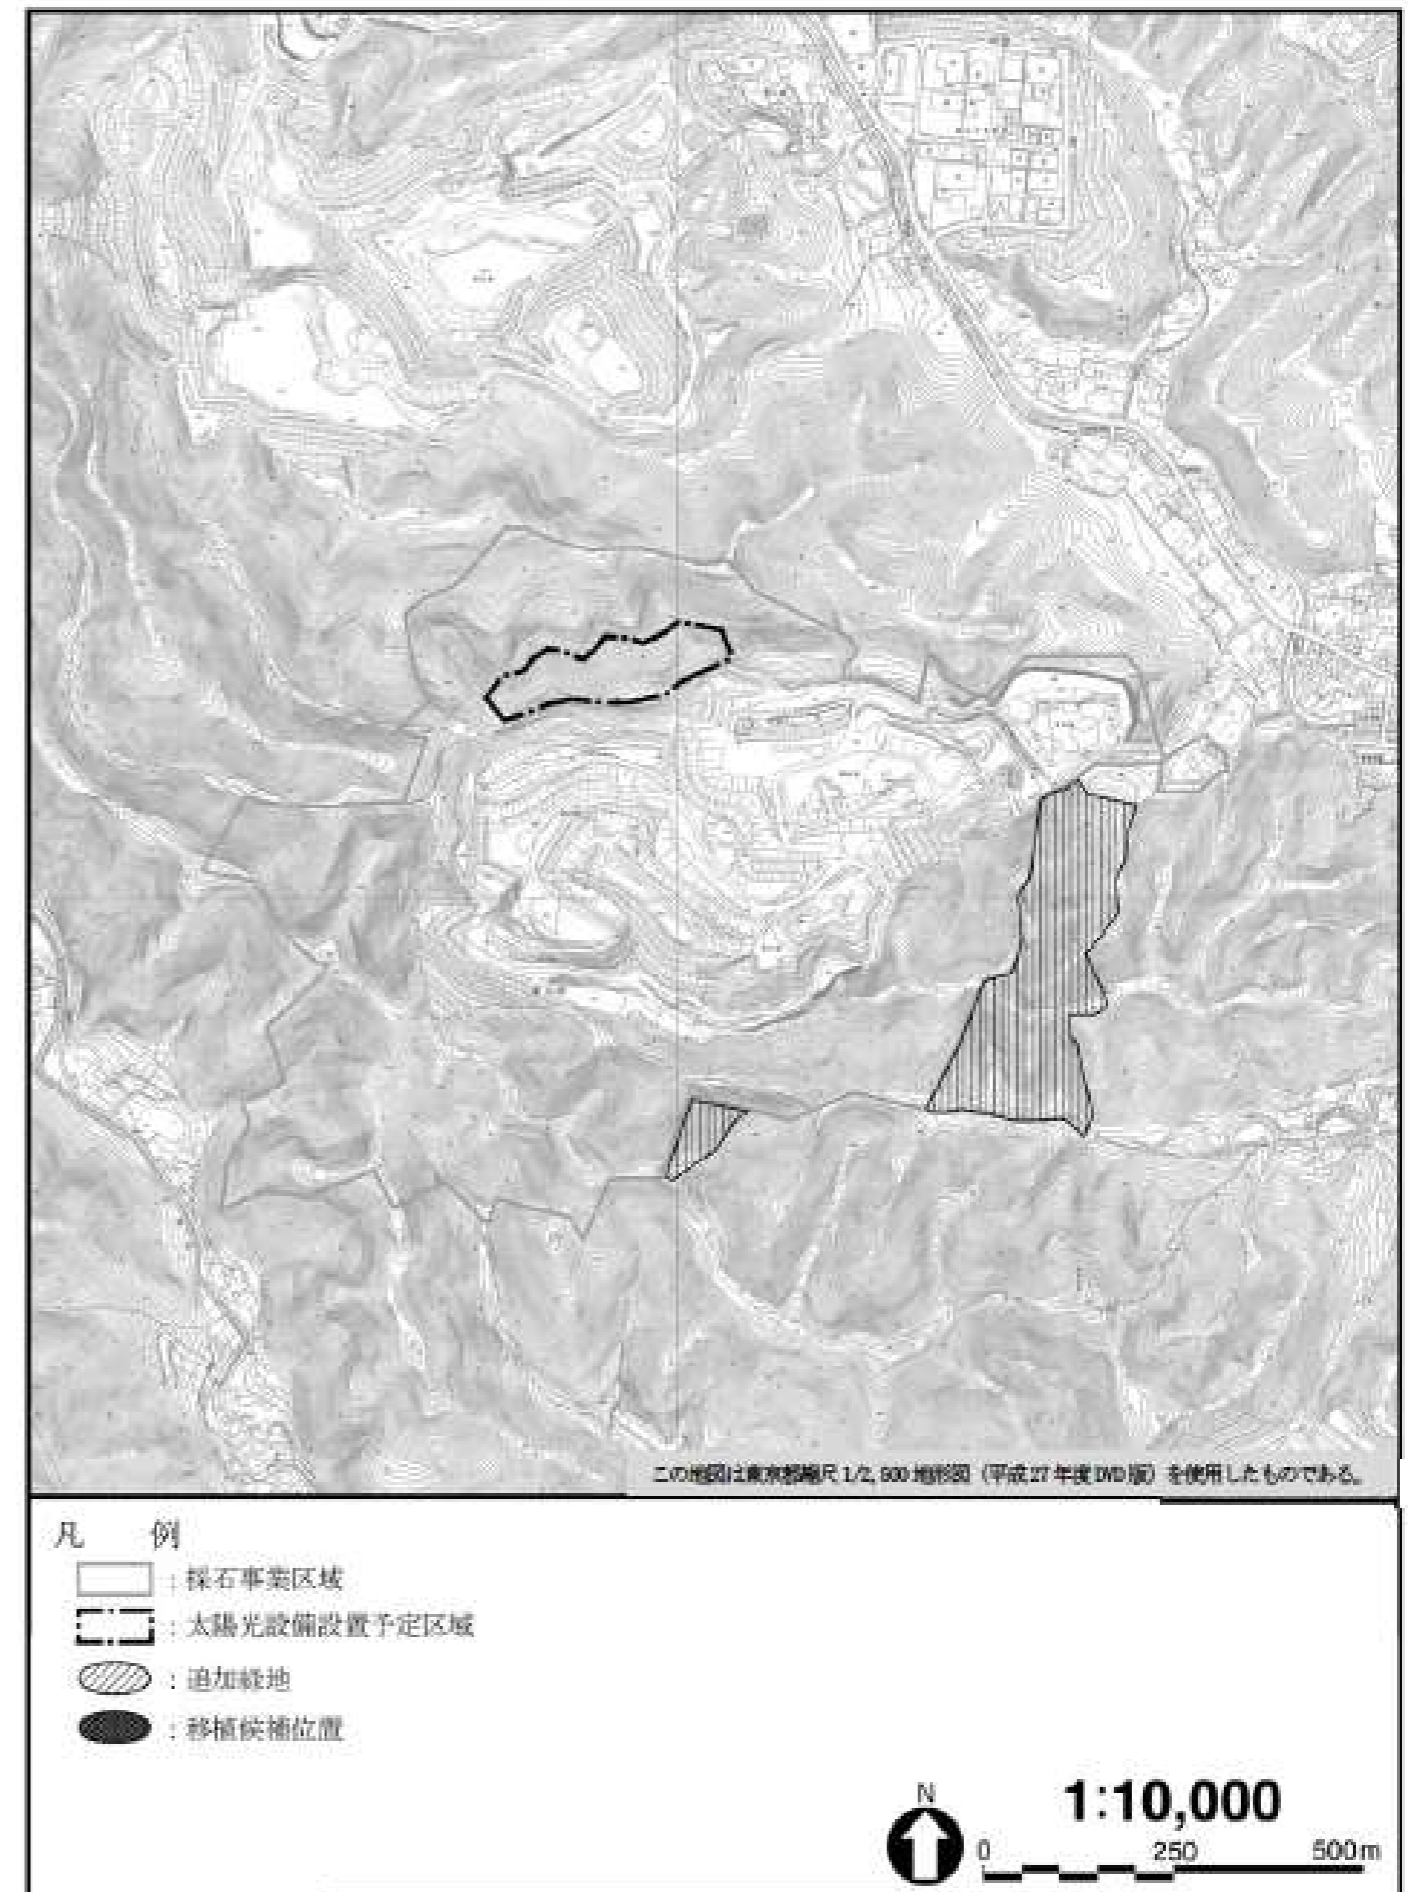 この地図は東京都縮尺1/2,500地形図（平成27年度DVD版）を使用したものである。
凡　例
：採石事業区域
：太陽光設備設置予定区域
：追加緑地
：移植候補位置
N
1:10,000
0 250 500m